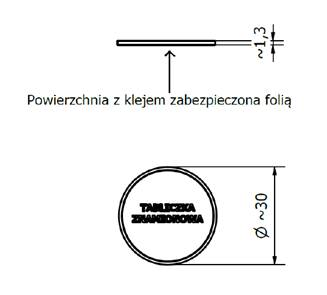 ~1,3
Powierzchnia z klejem zabezpieczona folią
TABLICZKA
ZNAMIONOWA
Ø ~30